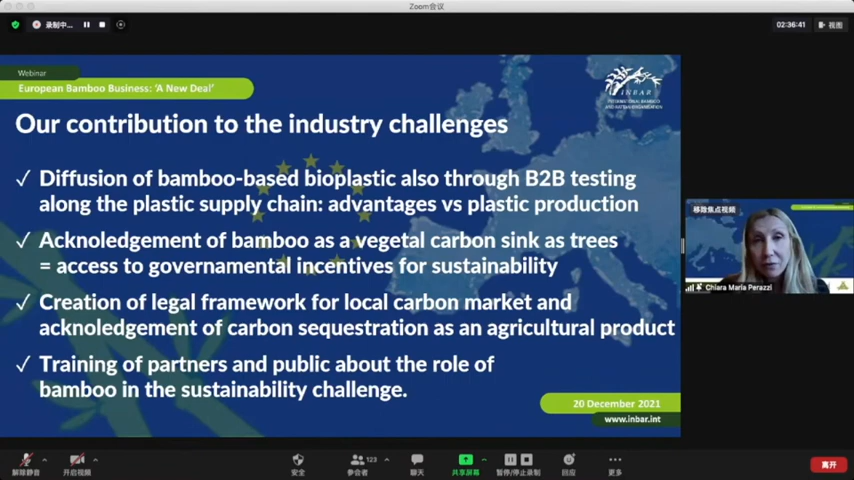 Zoom会议
录制中...
02:36:41
视图
Webinar
European Bamboo Business: ‘A New Deal’
INBAR
INTERNATIONAL BAMBOO
AND RATTAN ORGANISATION
Our contribution to the industry challenges
✓ Diffusion of bamboo-based bioplastic also through B2B testing
along the plastic supply chain: advantages vs plastic production
✓ Acknoledgement of bamboo as a vegetal carbon sink as trees
= access to governamental incentives for sustainability
✓ Creation of legal framework for local carbon market and
acknoledgement of carbon sequestration as an agricultural product
✓ Training of partners and public about the role of
bamboo in the sustainability challenge.
20 December 2021
www.inbar.int
移除焦点视频
Chiara Maria Perazzi
解除静音
开启视频
安全
参会者
123
聊天
共享屏幕
暂停/停止录制
回应
更多
离开